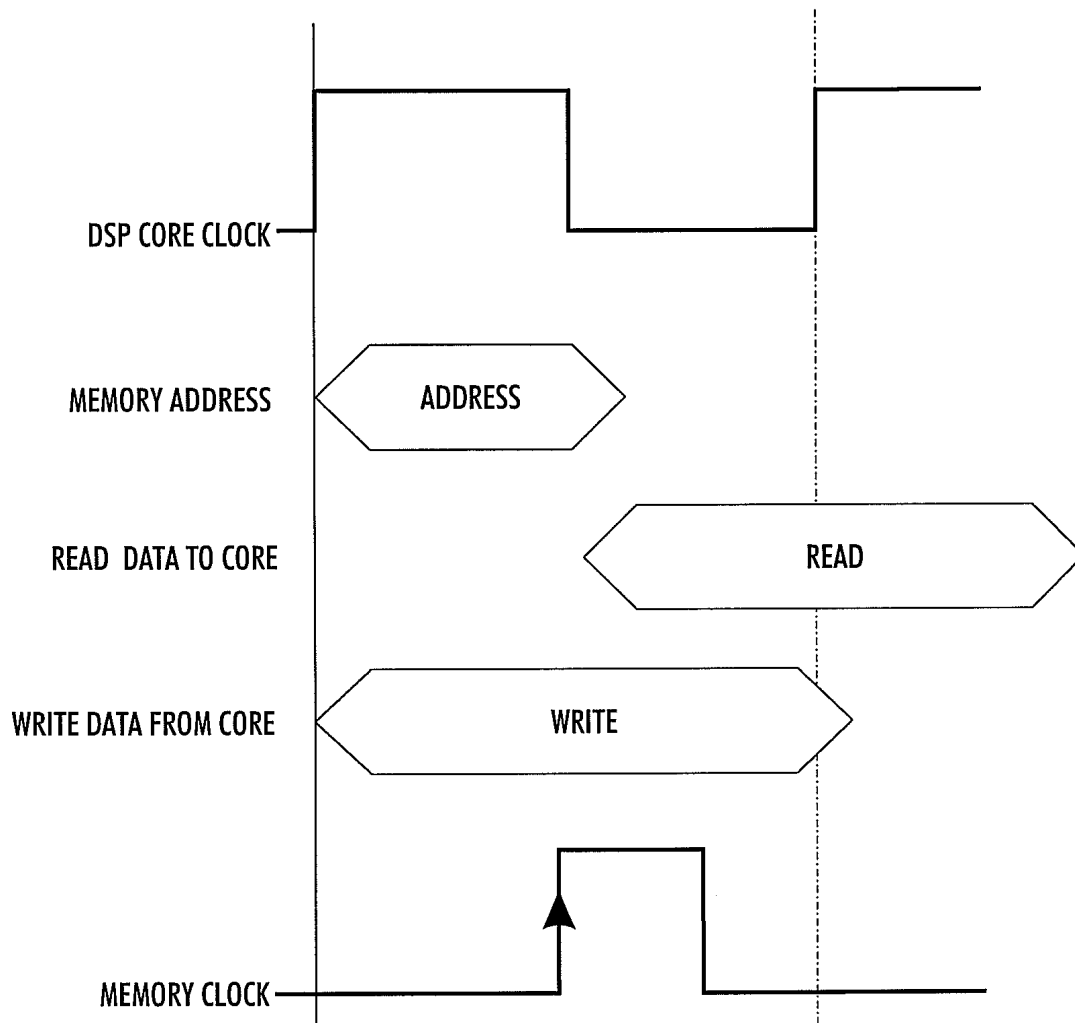 DSP CORE CLOCK
MEMORY ADDRESS
ADDRESS
READ DATA TO CORE
READ
WRITE DATA FROM CORE
WRITE
MEMORY CLOCK